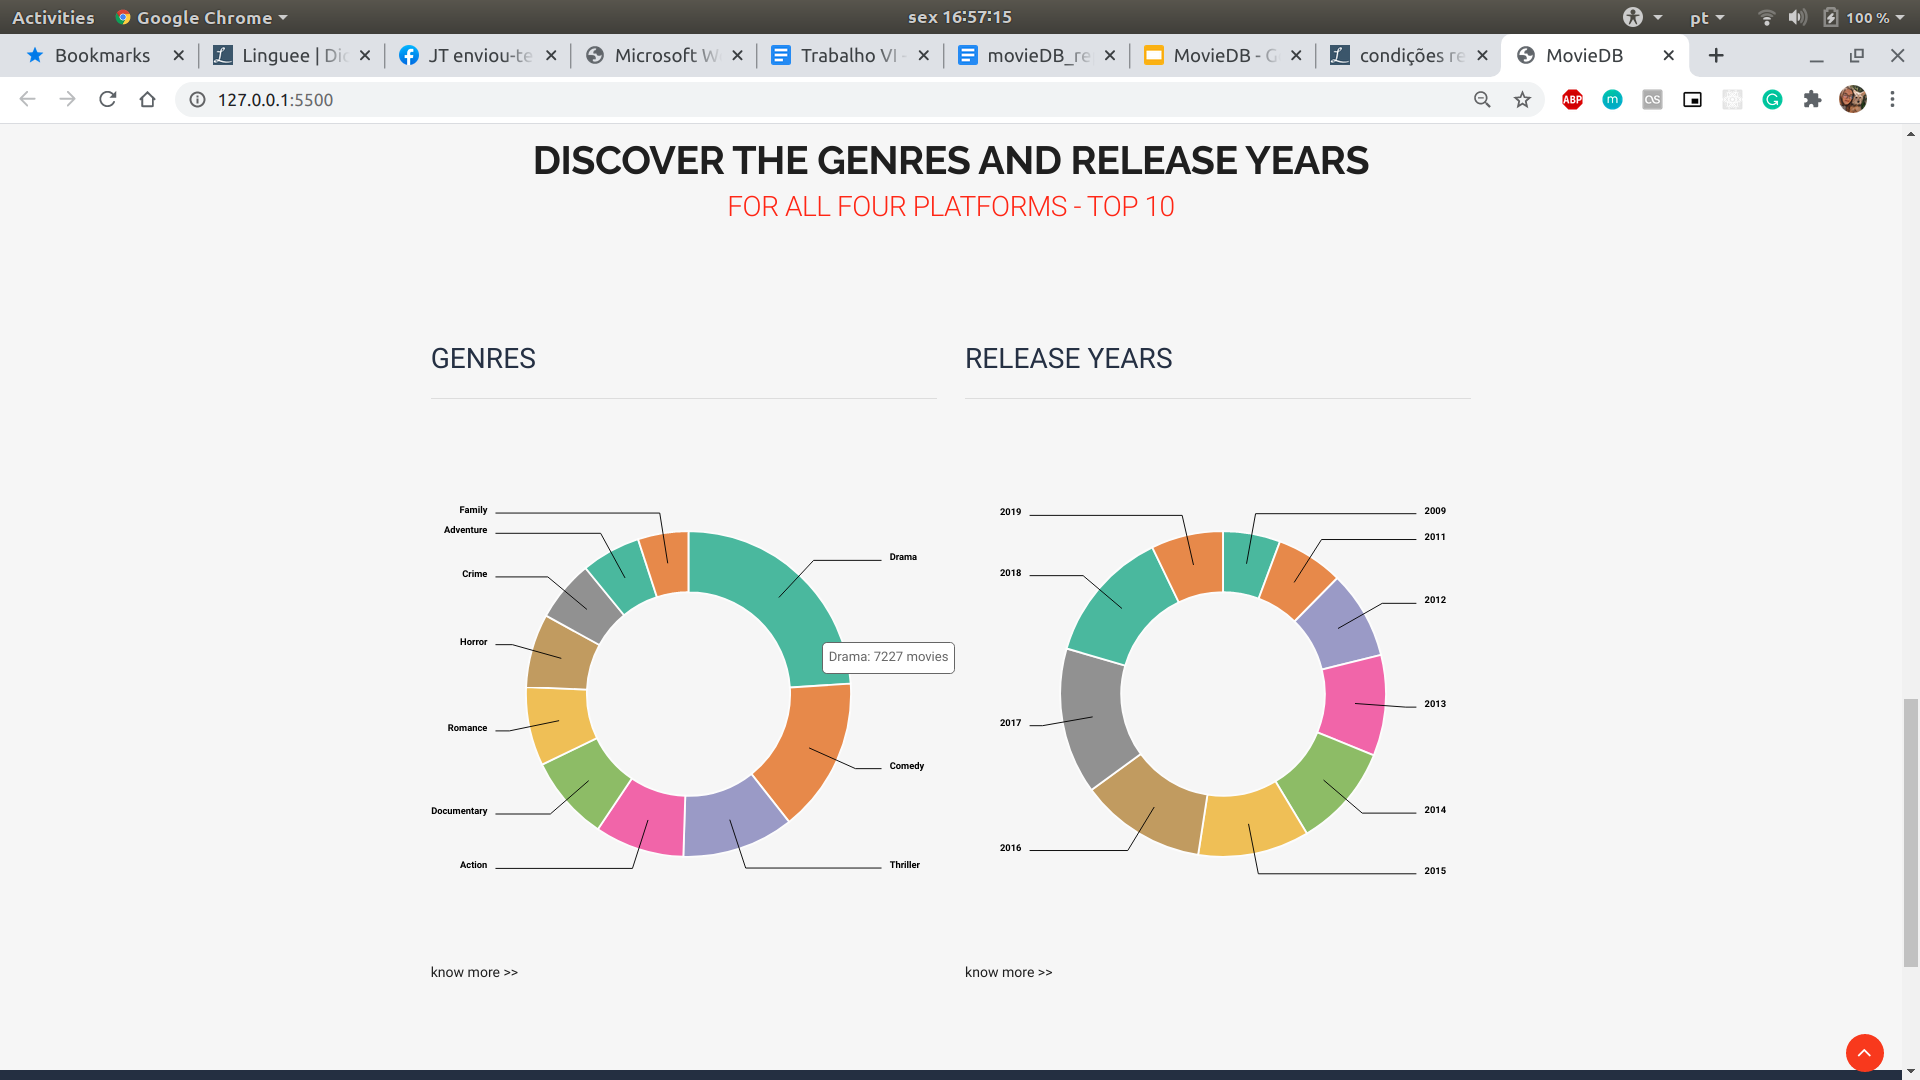 Activities Google Chrome sex 16:57:15 pt 100 %
Bookmarks Linguee | Dic JT enviou-te Microsoft W Trabalho VI - movieDB_re MovieDB - G condições re MovieDB
127.0.0.1:5500 ABP m
DISCOVER THE GENRES AND RELEASE YEARS
FOR ALL FOUR PLATFORMS - TOP 10
GENRES
Family
Adventure
Crime
Horror
Romance
Documentary
Action
Drama
Drama: 7227 movies
Comedy
Thriller
know more >>
RELEASE YEARS
2019
2018
2017
2016
2009
2011
2012
2013
2014
2015
know more >>